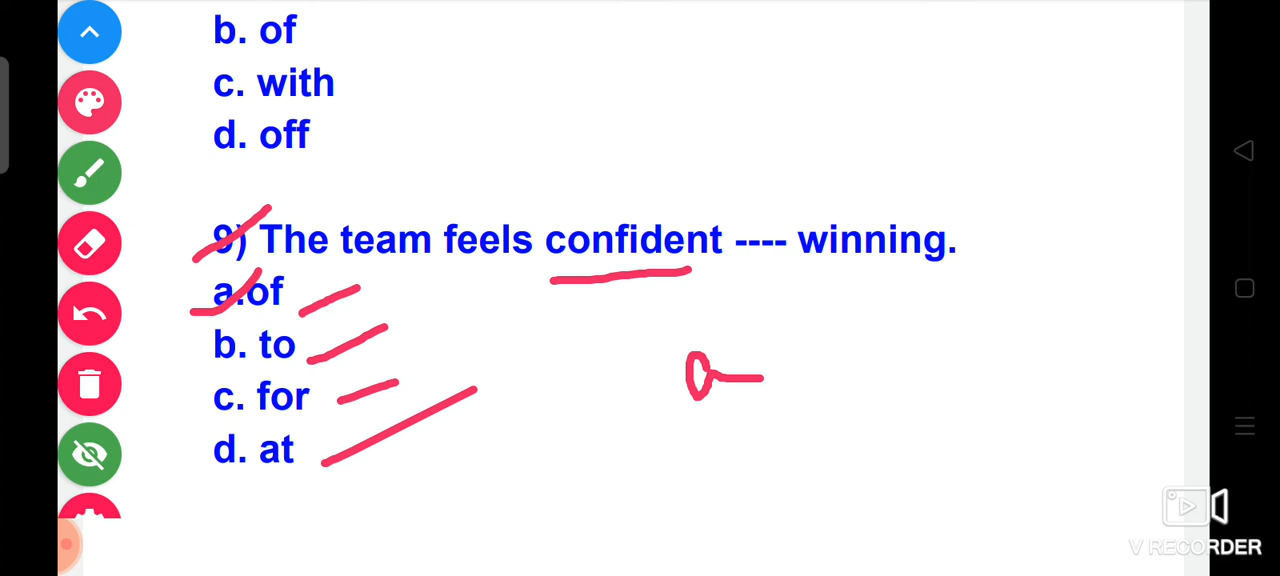 b. of
c. with
d. off
9) The team feels confident ---- winning.
a.of
b. to
c. for
d. at
a
V RECORDER